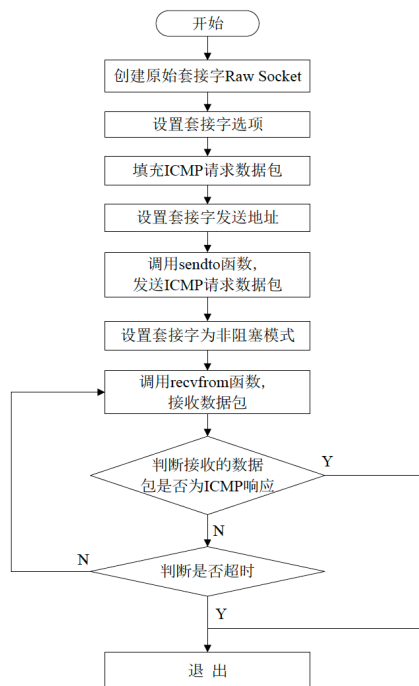 开始
创建原始套接字Raw Socket
设置套接字选项
填充ICMP请求数据包
设置套接字发送地址
调用sendto函数,
发送ICMP请求数据包
设置套接字为非阻塞模式
调用recvfrom函数,
接收数据包
判断接收的数据
包是否为ICMP响应
Y
N
判断是否超时
N
Y
退 出